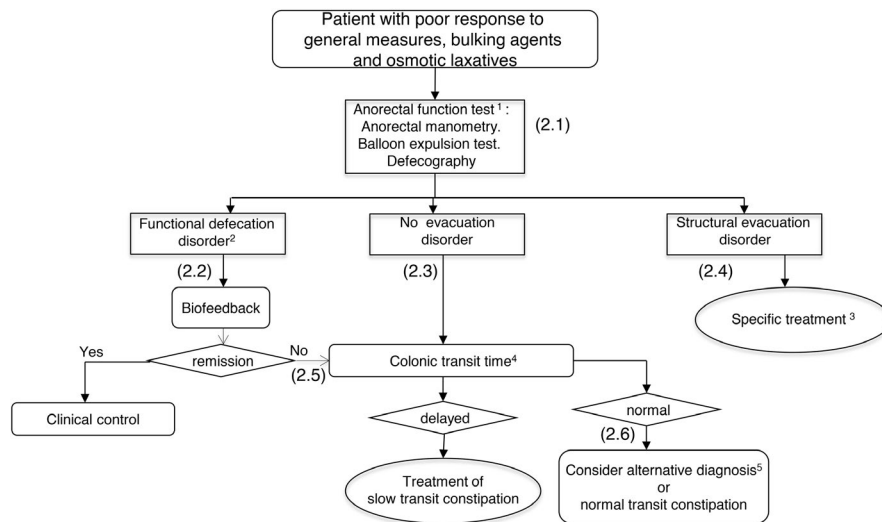 Patient with poor response to
general measures, bulking agents
and osmotic laxatives
Anorectal function test ¹ :
Anorectal manometry.
Balloon expulsion test.
Defecography
(2.1)
Functional defecation
disorder²
No evacuation
disorder
Structural evacuation
disorder
(2.2)
(2.3)
(2.4)
Biofeedback
Specific treatment ³
Yes
remission
No
(2.5)
Colonic transit time⁴
Clinical control
delayed
normal
(2.6)
Treatment of
slow transit constipation
Consider alternative diagnosis⁵
or
normal transit constipation